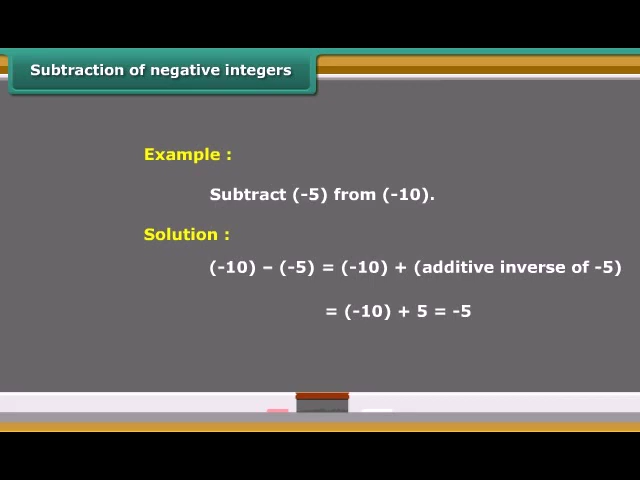 Subtraction of negative integers
Example :
Subtract (-5) from (-10).
Solution :
(-10) – (-5) = (-10) + (additive inverse of -5)
= (-10) + 5 = -5